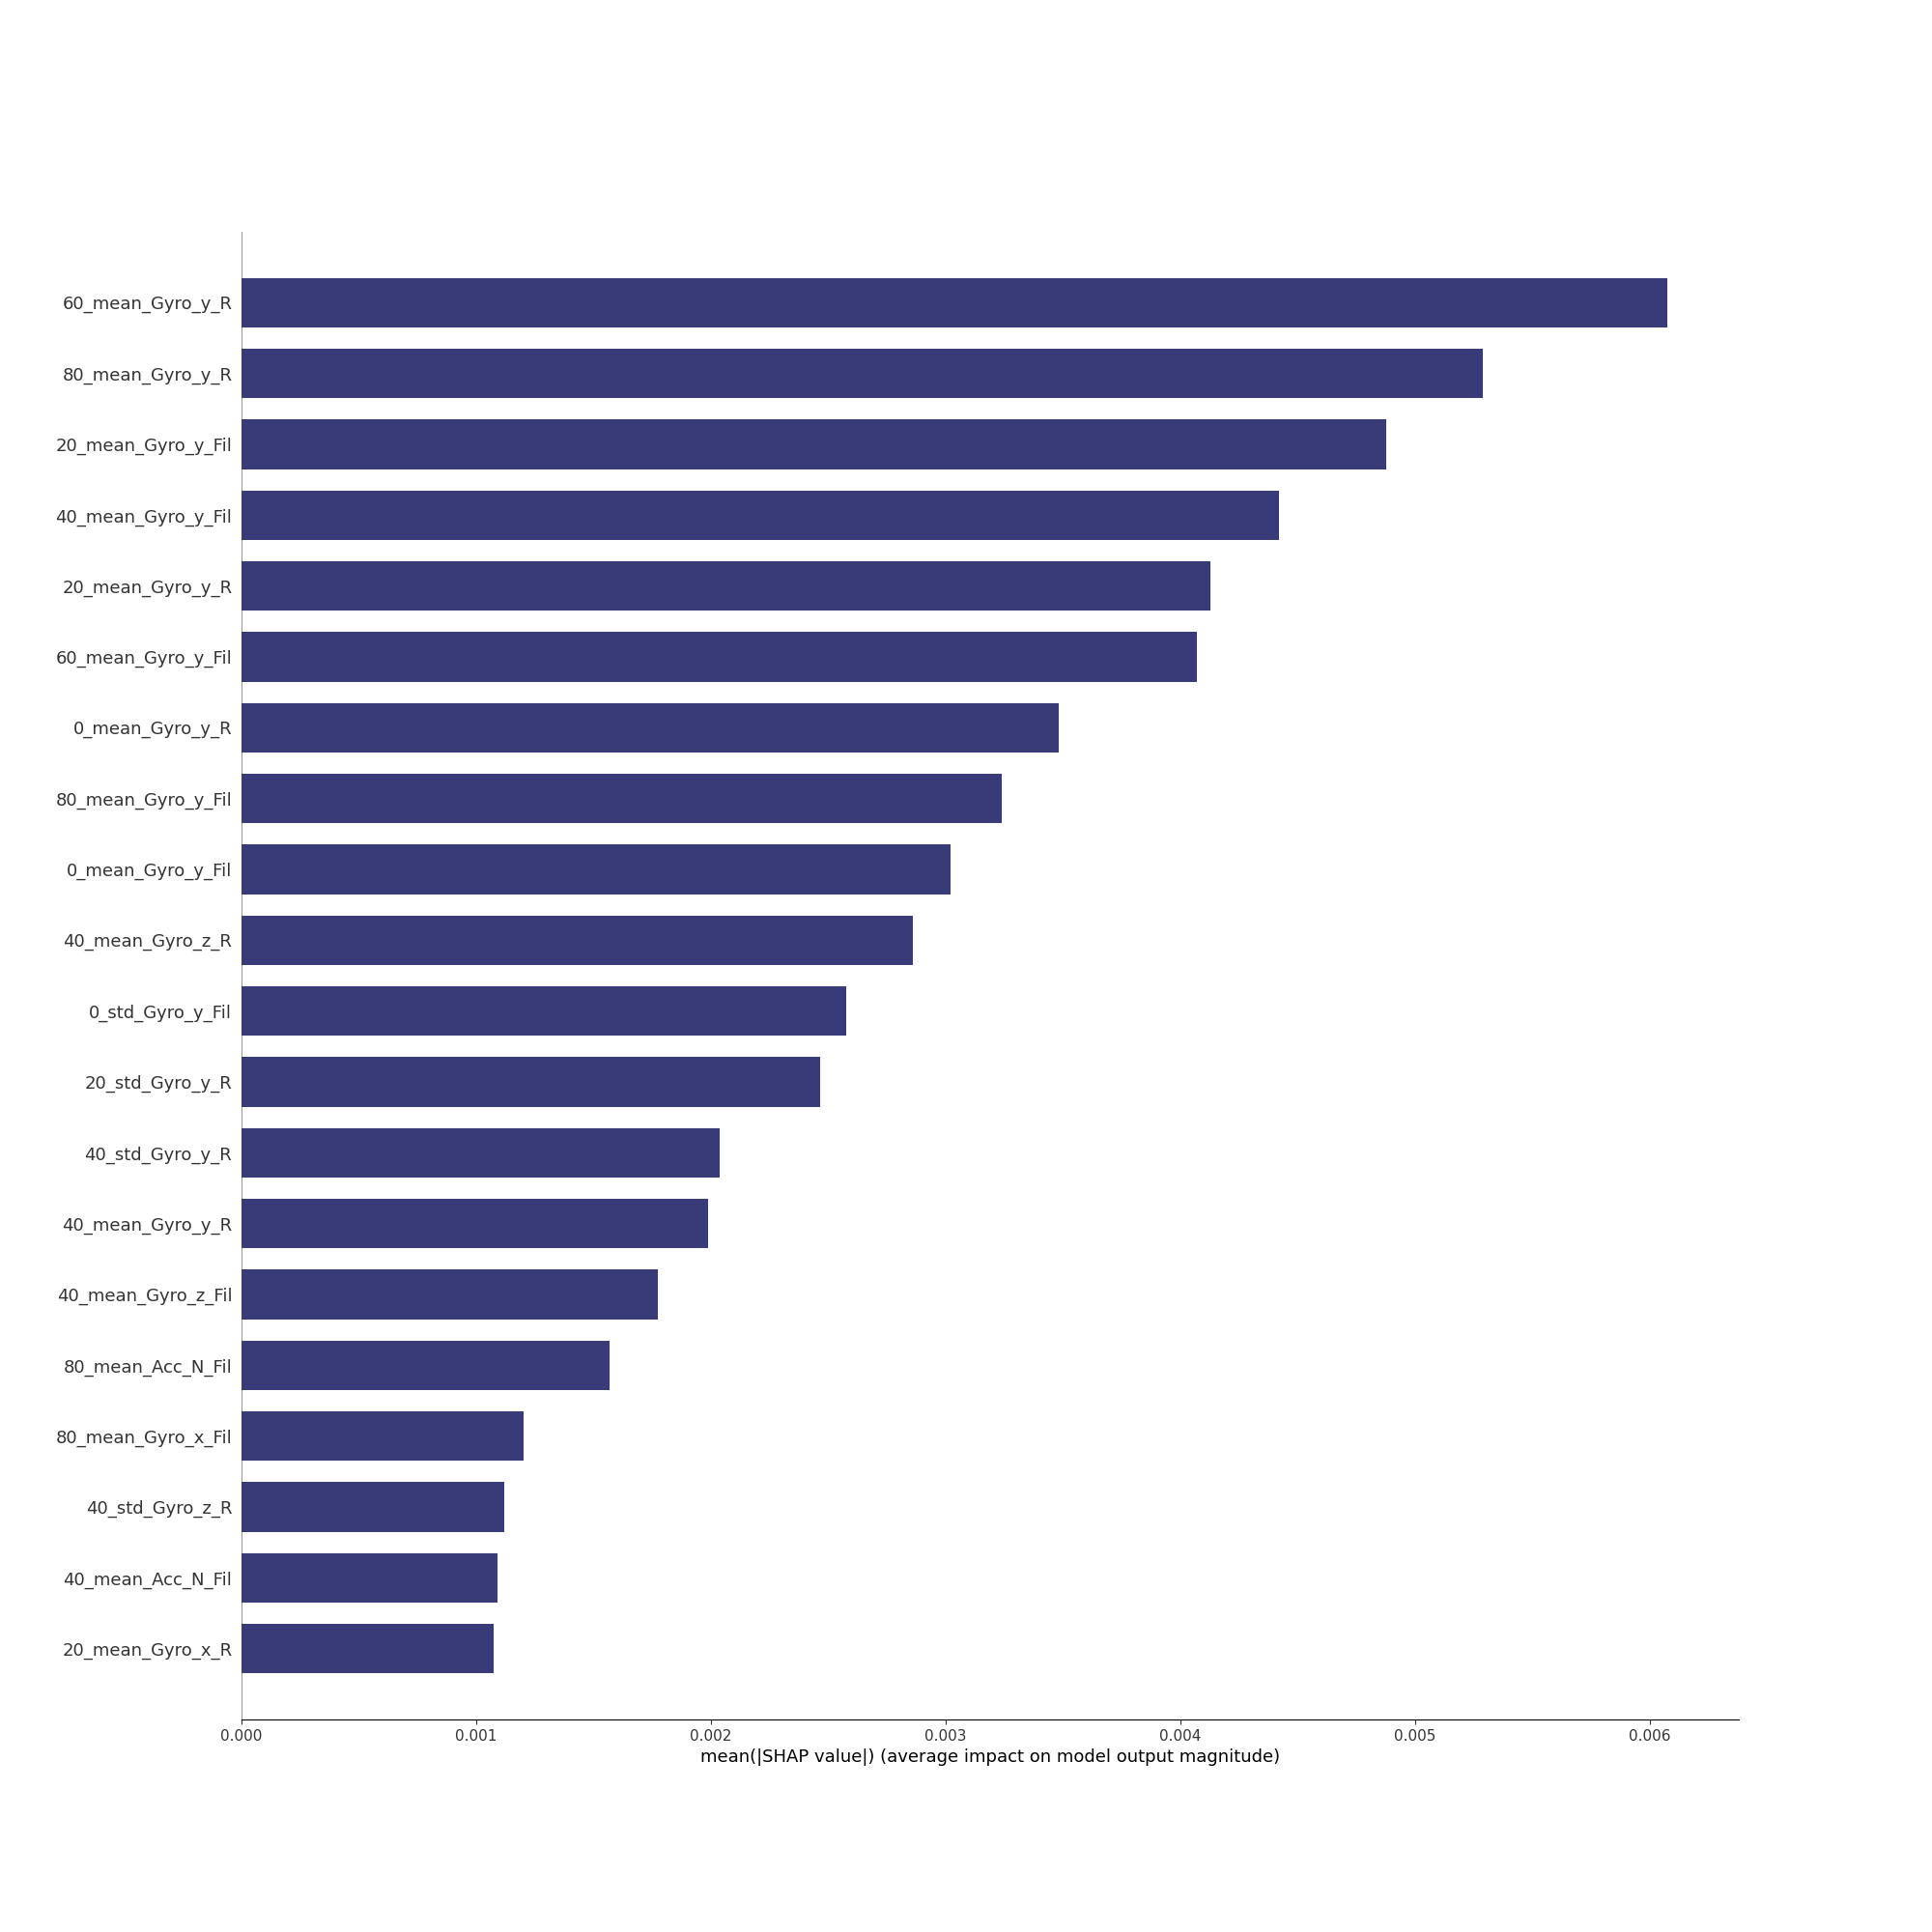 60_mean_Gyro_y_R
80_mean_Gyro_y_R
20_mean_Gyro_y_Fil
40_mean_Gyro_y_Fil
20_mean_Gyro_y_R
60_mean_Gyro_y_Fil
0_mean_Gyro_y_R
80_mean_Gyro_y_Fil
0_mean_Gyro_y_Fil
40_mean_Gyro_z_R
0_std_Gyro_y_Fil
20_std_Gyro_y_R
40_std_Gyro_y_R
40_mean_Gyro_y_R
40_mean_Gyro_z_Fil
80_mean_Acc_N_Fil
80_mean_Gyro_x_Fil
40_std_Gyro_z_R
40_mean_Acc_N_Fil
20_mean_Gyro_x_R
0.000 0.001 0.002 0.003 0.004 0.005 0.006
mean(|SHAP value|) (average impact on model output magnitude)